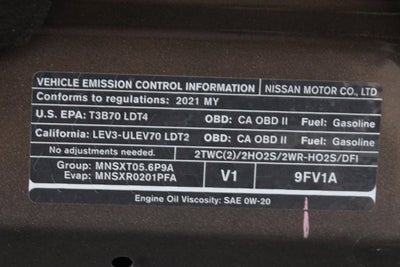 VEHICLE EMISSION CONTROL INFORMATION NISSAN MOTOR CO., LTD
Conforms to regulations: 2021 MY
U.S. EPA: T3B70 LDT4 OBD: CA OBD II Fuel: Gasoline
California: LEV3-ULEV70 LDT2 OBD: CA OBD II Fuel: Gasoline
No adjustments needed. 2TWC(2)/2HO2S/2WR-HO2S/DFI
Group: MNSXT05.6P9A
Evap: MNSXR0201PFA
V1 9FV1A
Engine Oil Viscosity: SAE 0W-20